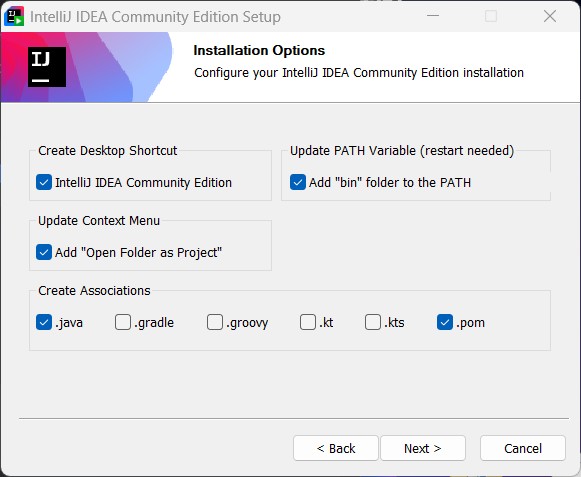 IntelliJ IDEA Community Edition Setup
IJ
Installation Options
Configure your IntelliJ IDEA Community Edition installation
Create Desktop Shortcut
IntelliJ IDEA Community Edition
Update PATH Variable (restart needed)
Add "bin" folder to the PATH
Update Context Menu
Add "Open Folder as Project"
Create Associations
.java .gradle .groovy .kt .kts .pom
< Back Next > Cancel